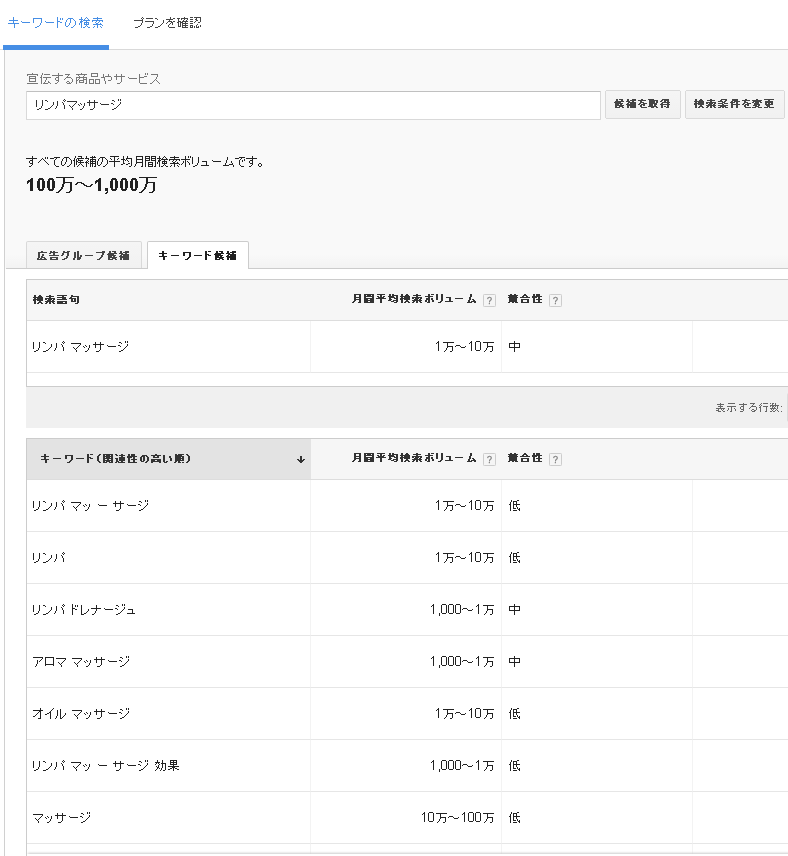 キーワードの検索 プランを確認
宣伝する商品やサービス
リンパマッサージ 候補を取得 検索条件を変更
すべての候補の平均月間検索ボリュームです。
100万～1,000万
広告グループ候補 キーワード候補
検索語句 月間平均検索ボリューム ? 競合性 ?
リンパ マッサージ 1万～10万 中
表示する行数:
キーワード（関連性の高い順） ↓ 月間平均検索ボリューム ? 競合性 ?
リンパ マッ ー サージ 1万～10万 低
リンパ 1万～10万 低
リンパ ドレナージュ 1,000～1万 中
アロマ マッサージ 1,000～1万 中
オイル マッサージ 1万～10万 低
リンパ マッ ー サージ 効果 1,000～1万 低
マッサージ 10万～100万 低